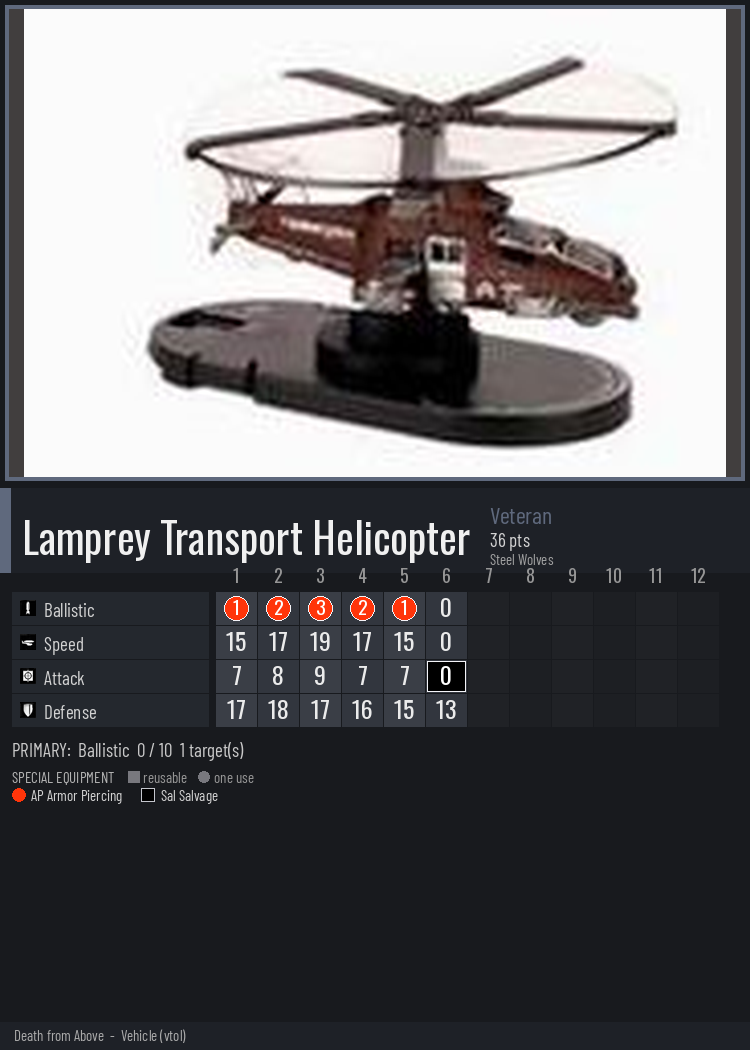 Lamprey Transport Helicopter
Veteran
36 pts
Steel Wolves
1 2 3 4 5 6 7 8 9 10 11 12
Ballistic 1 2 3 2 1 0
Speed 15 17 19 17 15 0
Attack 7 8 9 7 7 0
Defense 17 18 17 16 15 13
PRIMARY: Ballistic 0 / 10 1 target(s)
SPECIAL EQUIPMENT reusable one use
AP Armor Piercing Sal Salvage
Death from Above - Vehicle (vtol)